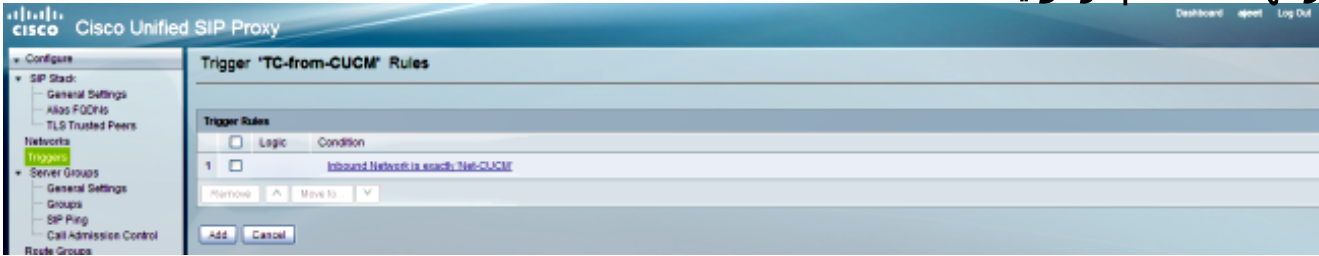 Dashboard ajeet Log Out
CISCO Cisco Unified SIP Proxy
Configure
SIP Stack
General Settings
Alias FQDNs
TLS Trusted Peers
Networks
Triggers
Server Groups
General Settings
Groups
SIP Ping
Call Admission Control
Route Groups
Trigger 'TC-from-CUCM' Rules
Trigger Rules
Logic Condition
1 Inbound Network is exactly 'Net-CUCM'
Remove Move to
Add Cancel